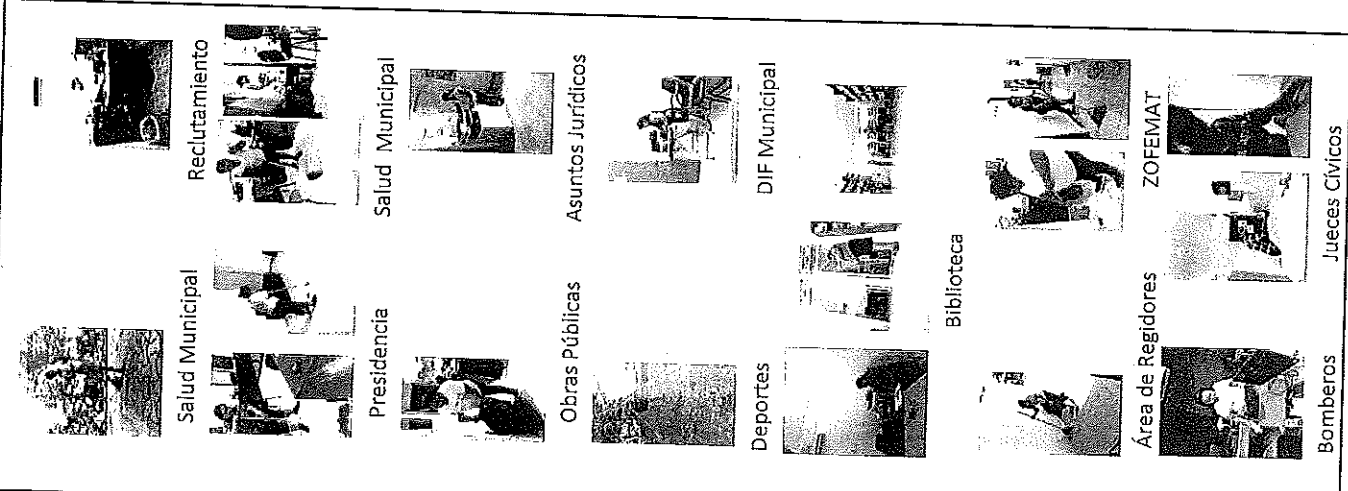 Salud Municipal Reclutamiento
Presidencia Salud Municipal
Obras Públicas Asuntos Jurídicos
Deportes DIF Municipal
Biblioteca
Área de Regidores ZOFEMAT
Bomberos Jueces Cívicos